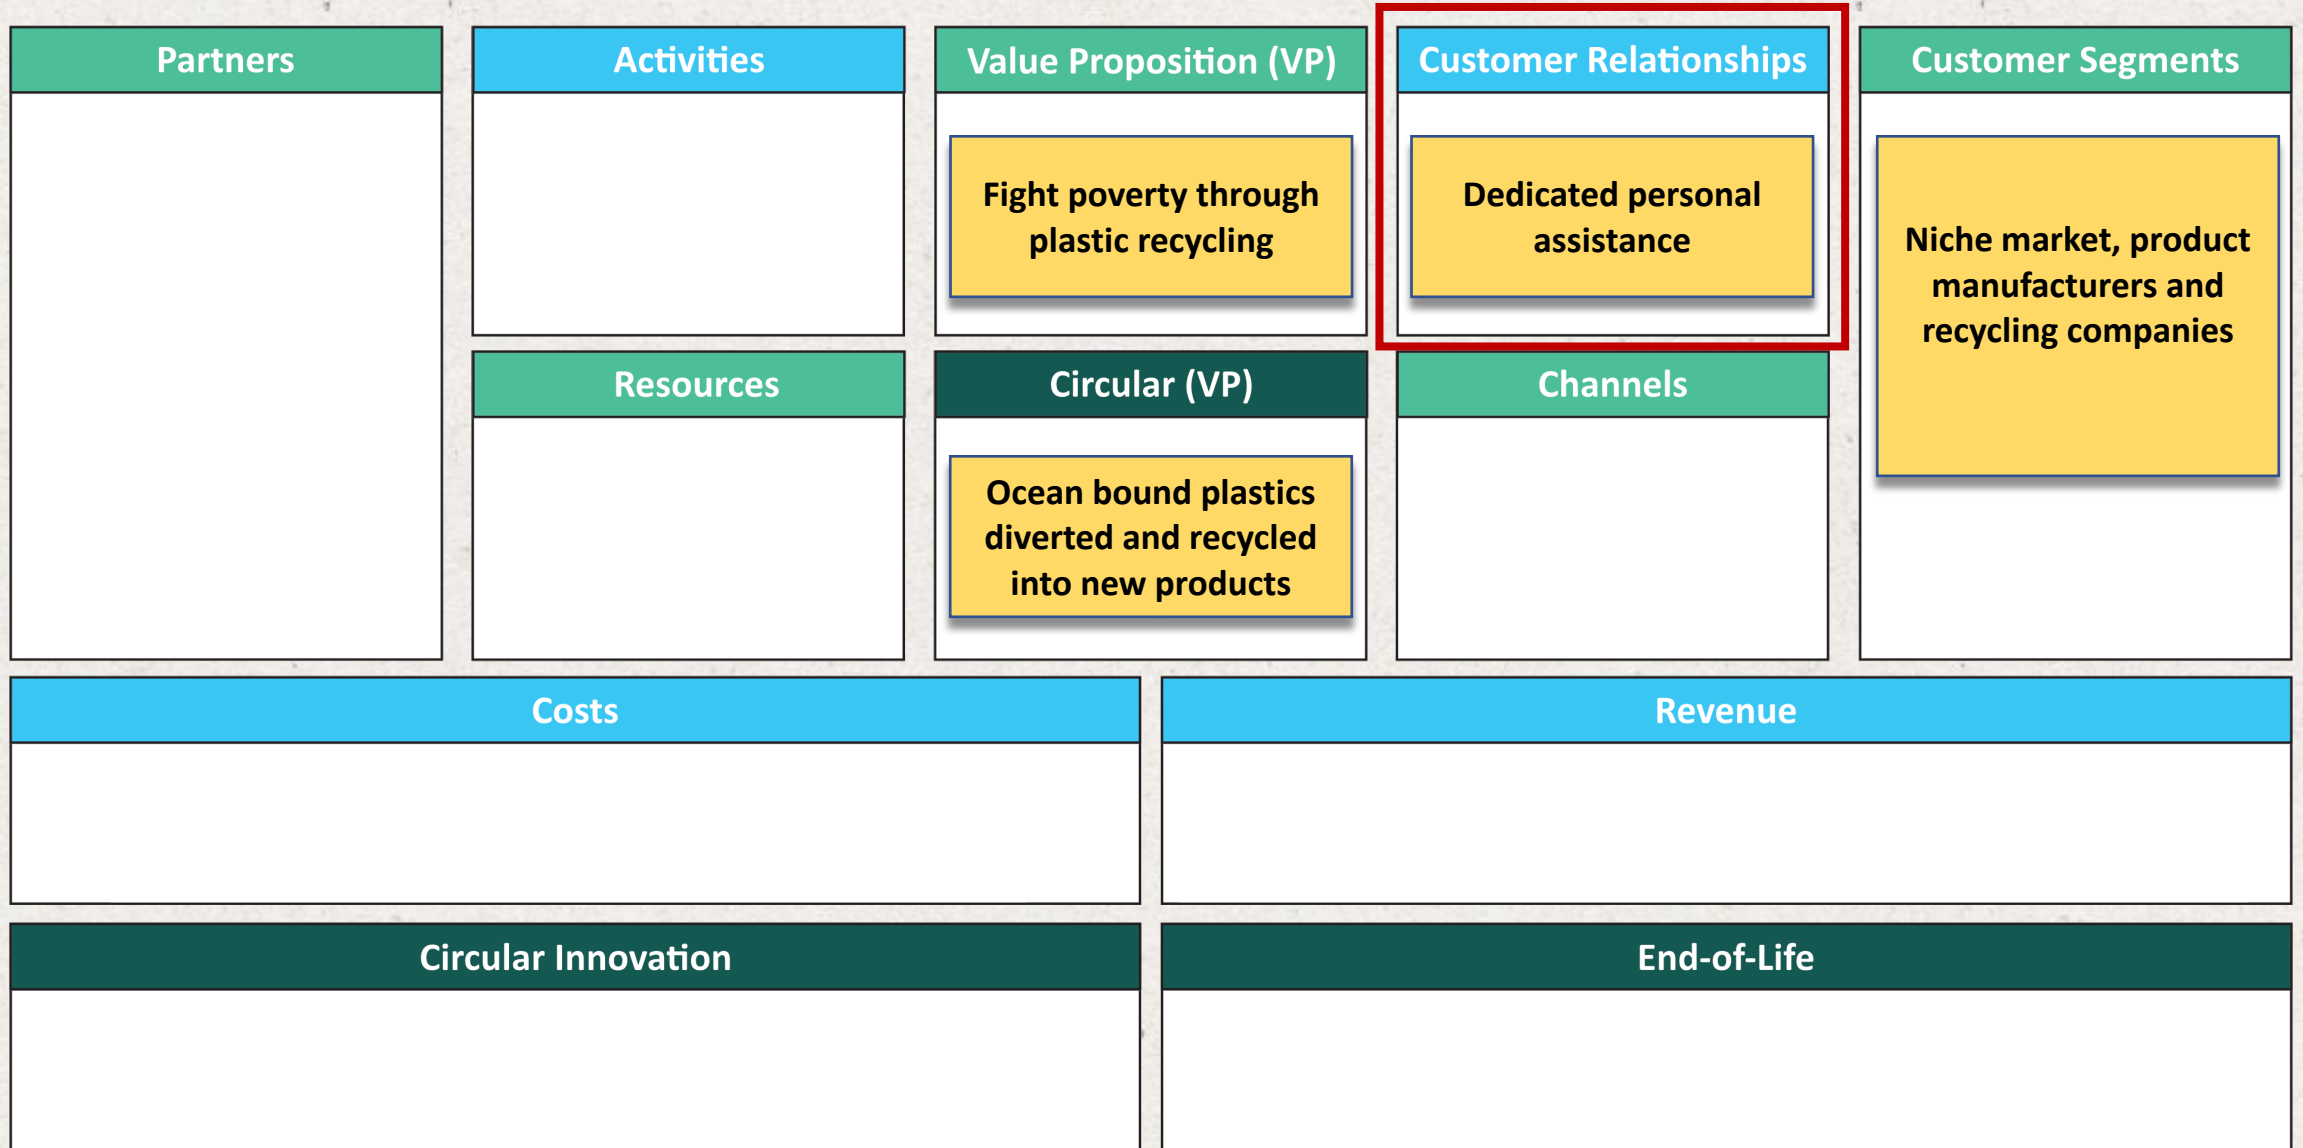 Partners
Activities
Value Proposition (VP)
Fight poverty through
plastic recycling
Customer Relationships
Dedicated personal
assistance
Customer Segments
Niche market, product
manufacturers and
recycling companies
Resources
Circular (VP)
Ocean bound plastics
diverted and recycled
into new products
Channels
Costs
Revenue
Circular Innovation
End-of-Life